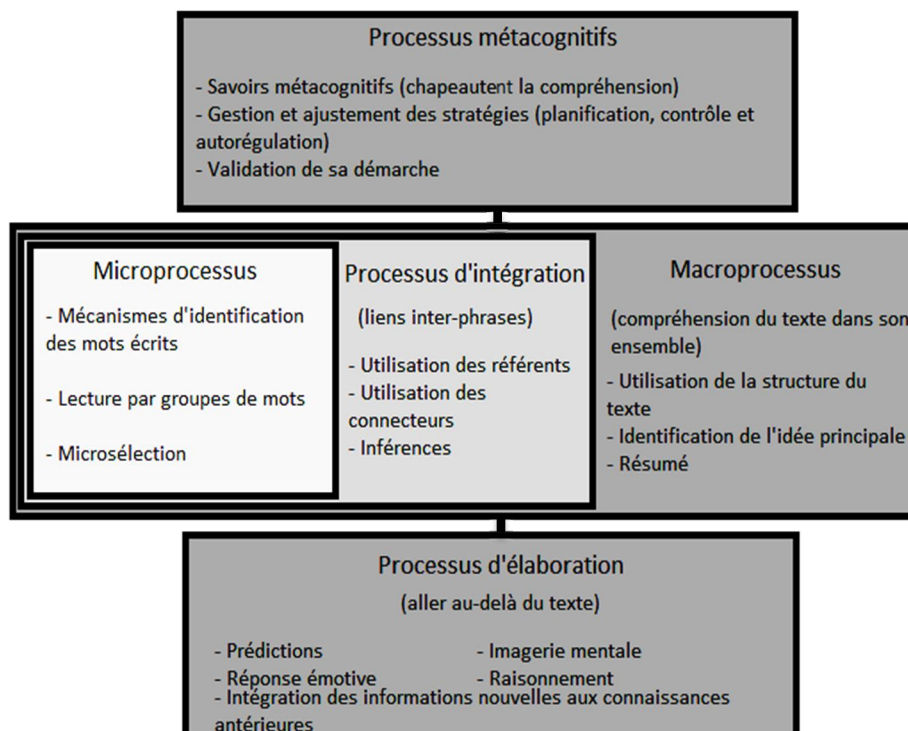 Processus métacognitifs
- Savoirs métacognitifs (chapeautent la compréhension)
- Gestion et ajustement des stratégies (planification, contrôle et
autorégulation)
- Validation de sa démarche
Microprocessus
- Mécanismes d'identification
des mots écrits
- Lecture par groupes de mots
- Microsélection
Processus d'intégration
(liens inter-phrases)
- Utilisation des référents
- Utilisation des
connecteurs
- Inférences
Macroprocessus
(compréhension du texte dans son
ensemble)
- Utilisation de la structure du
texte
- Identification de l'idée principale
- Résumé
Processus d'élaboration
(aller au-delà du texte)
- Prédictions
- Réponse émotive
- Imagerie mentale
- Raisonnement
- Intégration des informations nouvelles aux connaissances
antérieures